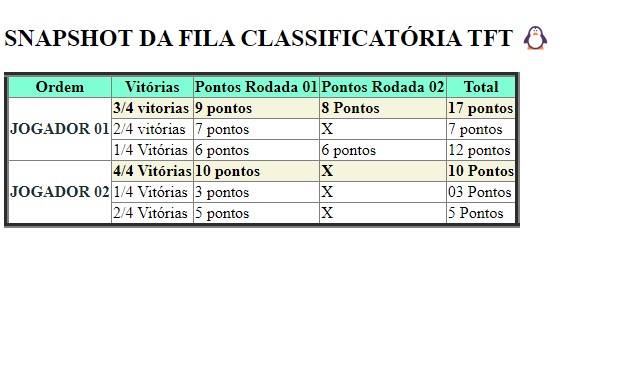 SNAPSHOT DA FILA CLASSIFICATÓRIA TFT
Ordem Vitórias Pontos Rodada 01 Pontos Rodada 02 Total
JOGADOR 01 3/4 vitorias 9 pontos 8 Pontos 17 pontos
2/4 vitórias 7 pontos X 7 pontos
1/4 Vitórias 6 pontos 6 pontos 12 pontos
JOGADOR 02 4/4 Vitórias 10 pontos X 10 Pontos
1/4 Vitórias 3 pontos X 03 Pontos
2/4 Vitórias 5 pontos X 5 Pontos